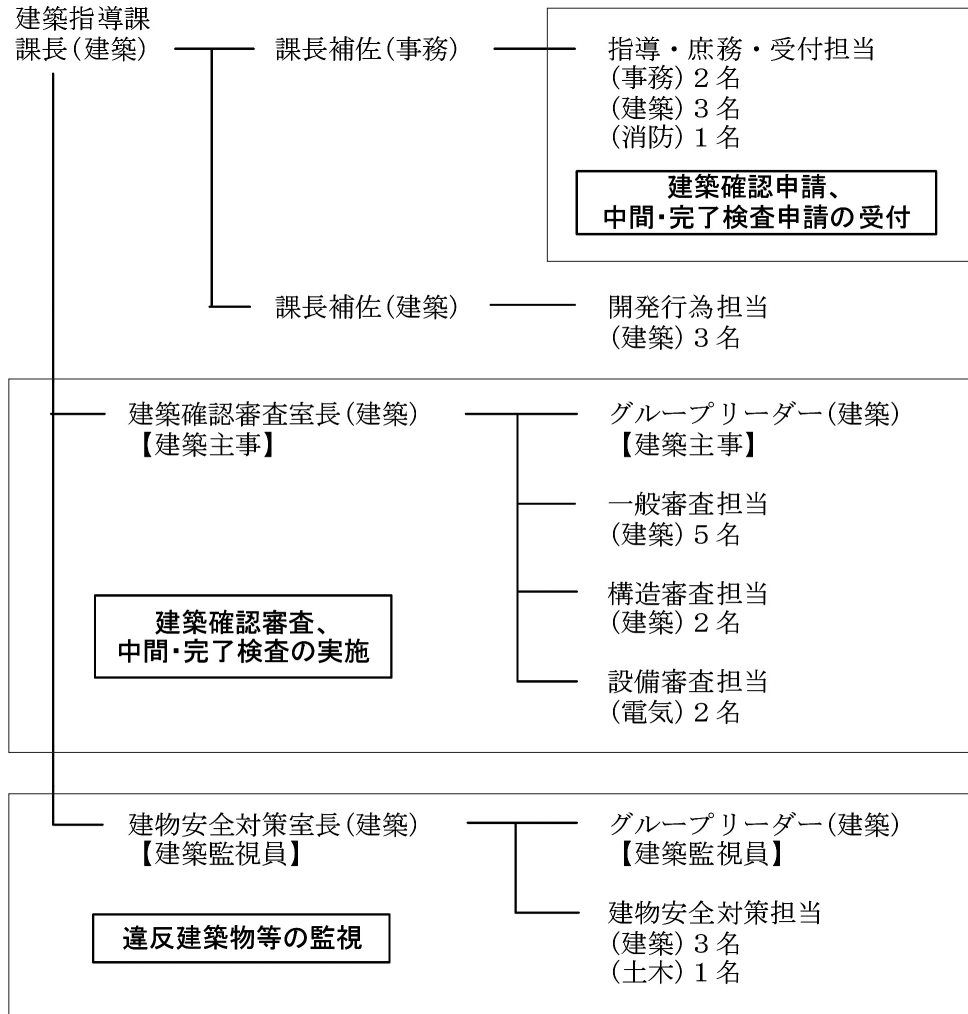 建築指導課
課長(建築)
課長補佐(事務)
指導・庶務・受付担当
(事務)２名
(建築)３名
(消防)１名
建築確認申請、
中間・完了検査申請の受付
課長補佐(建築)
開発行為担当
(建築)３名
建築確認審査室長(建築)
【建築主事】
グループリーダー(建築)
【建築主事】
一般審査担当
(建築)５名
構造審査担当
(建築)２名
設備審査担当
(電気)２名
建築確認審査、
中間・完了検査の実施
建物安全対策室長(建築)
【建築監視員】
グループリーダー(建築)
【建築監視員】
建物安全対策担当
(建築)３名
(土木)１名
違反建築物等の監視